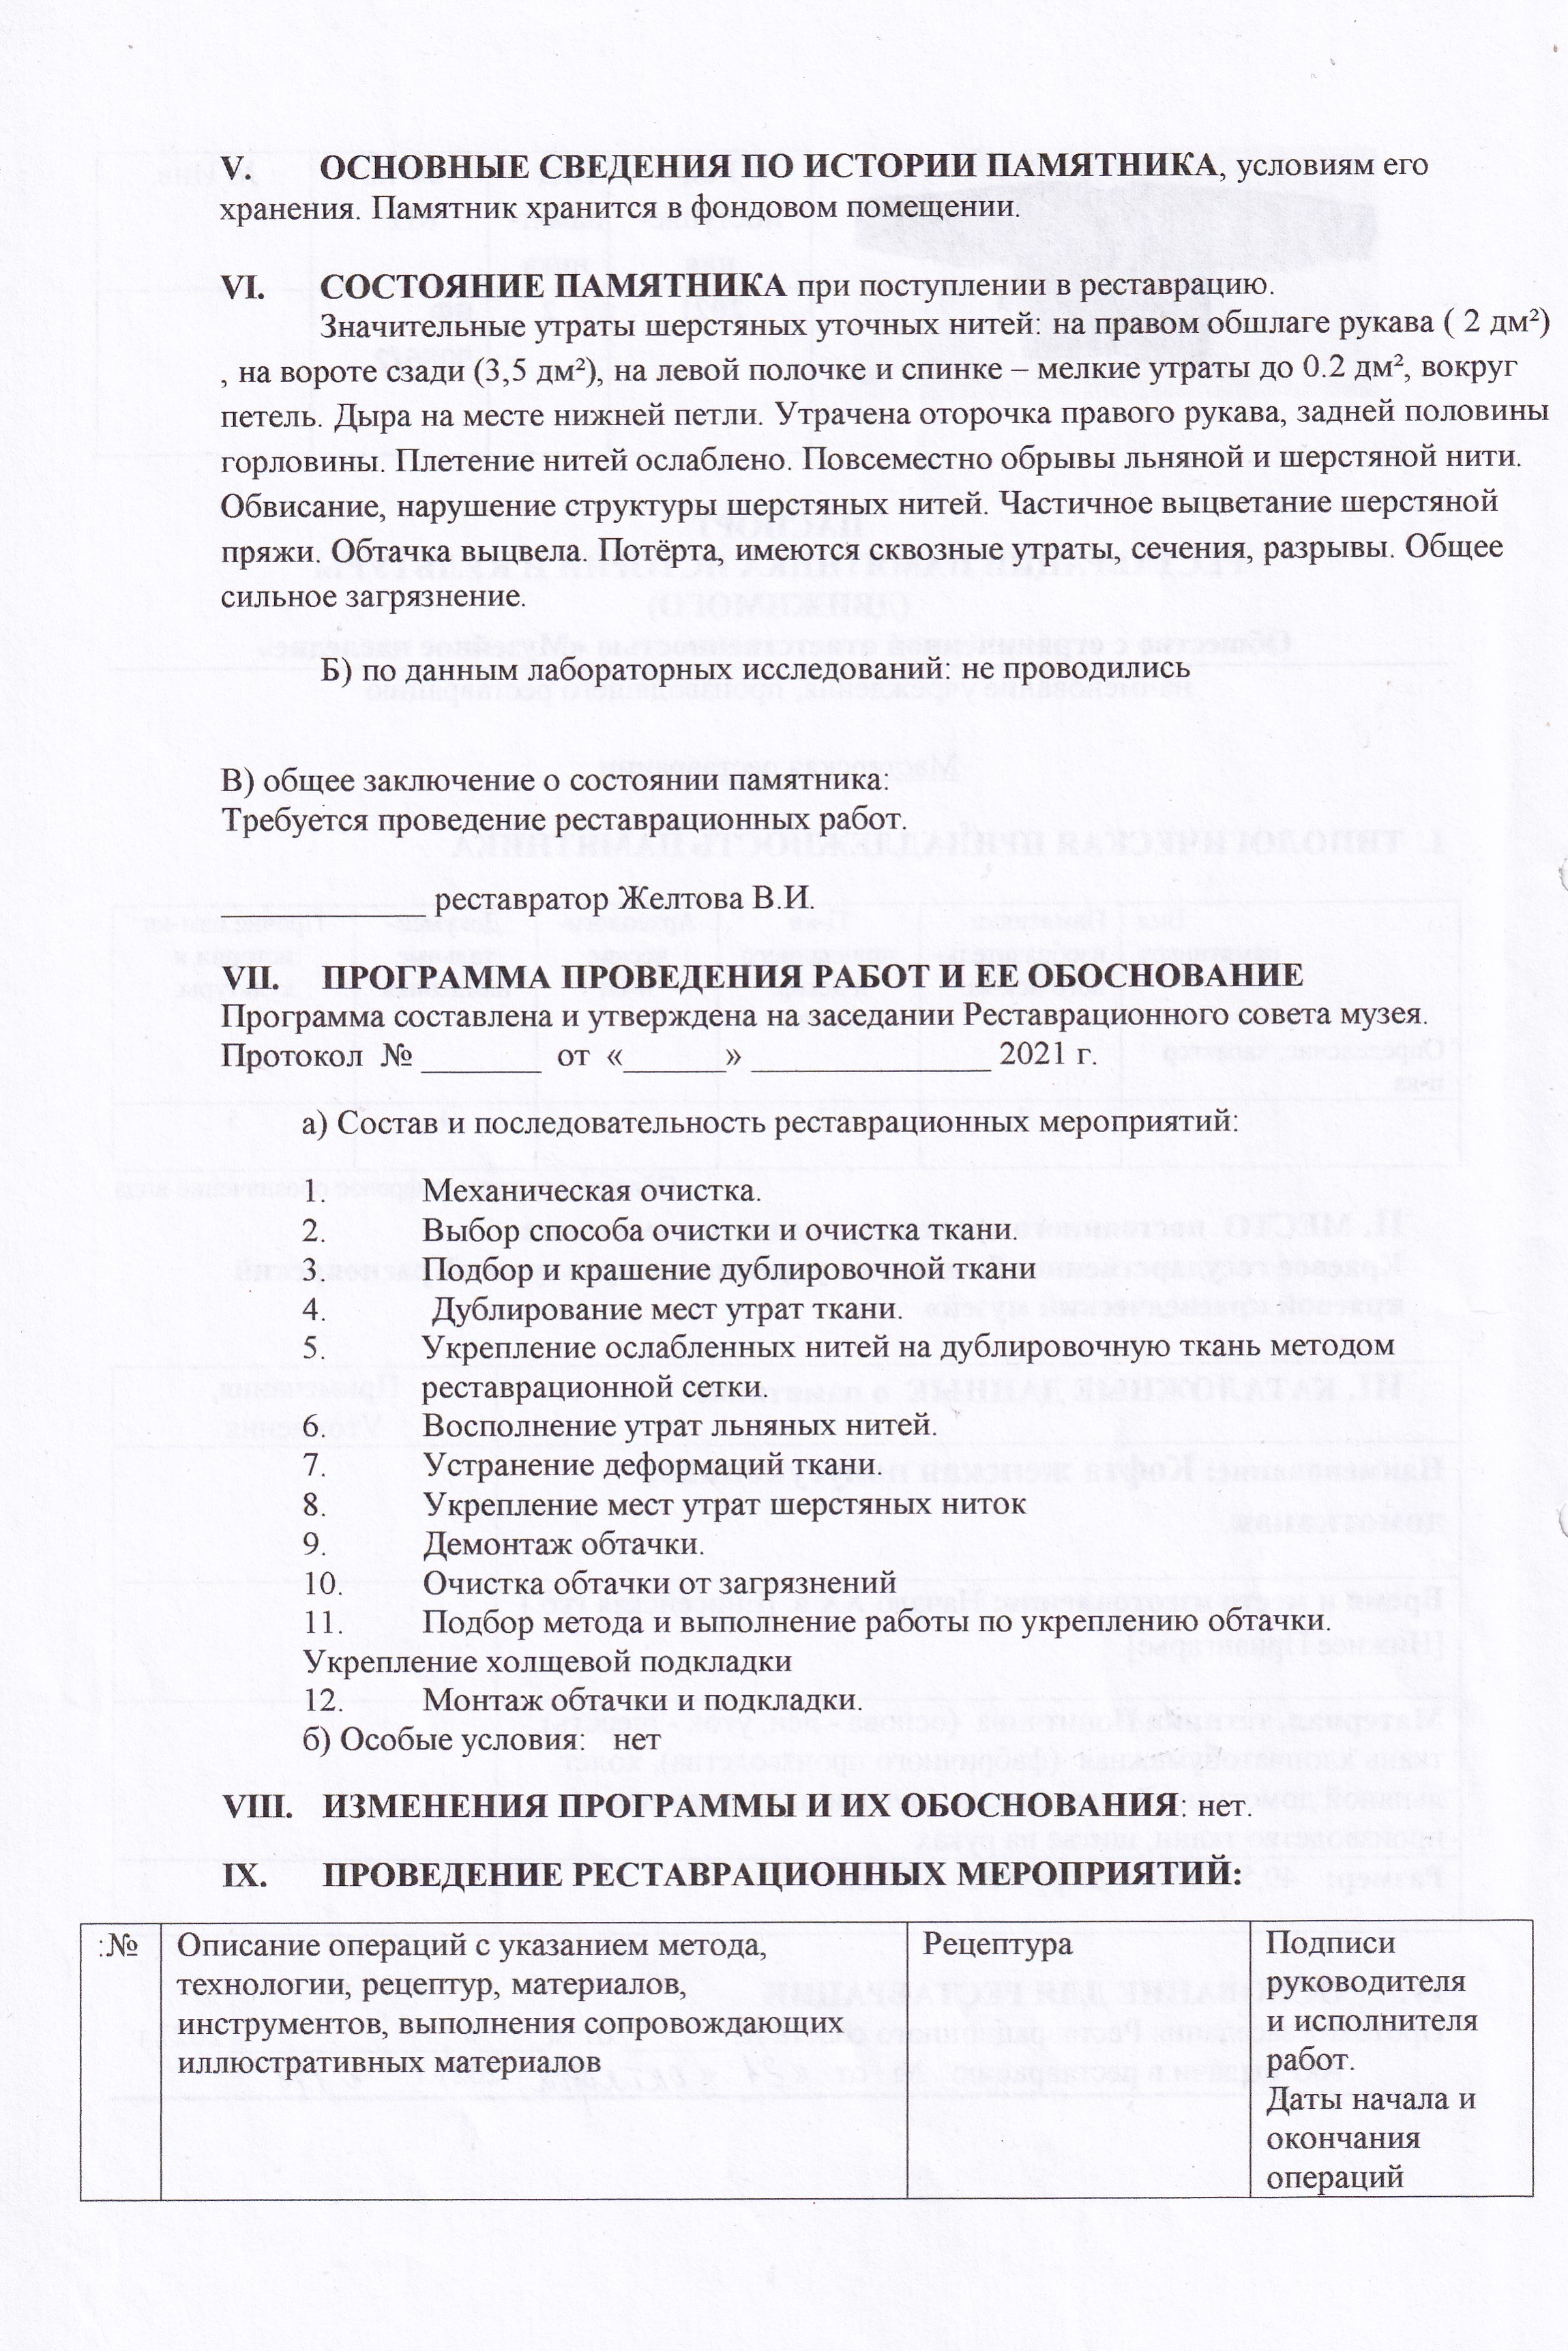 V. ОСНОВНЫЕ СВЕДЕНИЯ ПО ИСТОРИИ ПАМЯТНИКА, условиям его
хранения. Памятник хранится в фондовом помещении.
VI. СОСТОЯНИЕ ПАМЯТНИКА при поступлении в реставрацию.
Значительные утраты шерстяных уточных нитей: на правом обшлаге рукава ( 2 дм²)
, на вороте сзади (3,5 дм²), на левой полочке и спинке – мелкие утраты до 0.2 дм², вокруг
петель. Дыра на месте нижней петли. Утрачена оторочка правого рукава, задней половины
горловины. Плетение нитей ослаблено. Повсеместно обрывы льняной и шерстяной нити.
Обвисание, нарушение структуры шерстяных нитей. Частичное выцветание шерстяной
пряжи. Обтачка выцвела. Потёрта, имеются сквозные утраты, сечения, разрывы. Общее
сильное загрязнение.
Б) по данным лабораторных исследований: не проводились
В) общее заключение о состоянии памятника:
Требуется проведение реставрационных работ.
____________ реставратор Желтова В.И.
VII. ПРОГРАММА ПРОВЕДЕНИЯ РАБОТ И ЕЕ ОБОСНОВАНИЕ
Программа составлена и утверждена на заседании Реставрационного совета музея.
Протокол № _______ от «______» ______________ 2021 г.
а) Состав и последовательность реставрационных мероприятий:
1. Механическая очистка.
2. Выбор способа очистки и очистка ткани.
3. Подбор и крашение дублировочной ткани
4. Дублирование мест утрат ткани.
5. Укрепление ослабленных нитей на дублировочную ткань методом
реставрационной сетки.
6. Восполнение утрат льняных нитей.
7. Устранение деформаций ткани.
8. Укрепление мест утрат шерстяных ниток
9. Демонтаж обтачки.
10. Очистка обтачки от загрязнений
11. Подбор метода и выполнение работы по укреплению обтачки.
Укрепление холщевой подкладки
12. Монтаж обтачки и подкладки.
б) Особые условия: нет
VIII. ИЗМЕНЕНИЯ ПРОГРАММЫ И ИХ ОБОСНОВАНИЯ: нет.
IX. ПРОВЕДЕНИЕ РЕСТАВРАЦИОННЫХ МЕРОПРИЯТИЙ:
:№
Описание операций с указанием метода,
технологии, рецептур, материалов,
инструментов, выполнения сопровождающих
иллюстративных материалов
Рецептура
Подписи
руководителя
и исполнителя
работ.
Даты начала и
окончания
операций